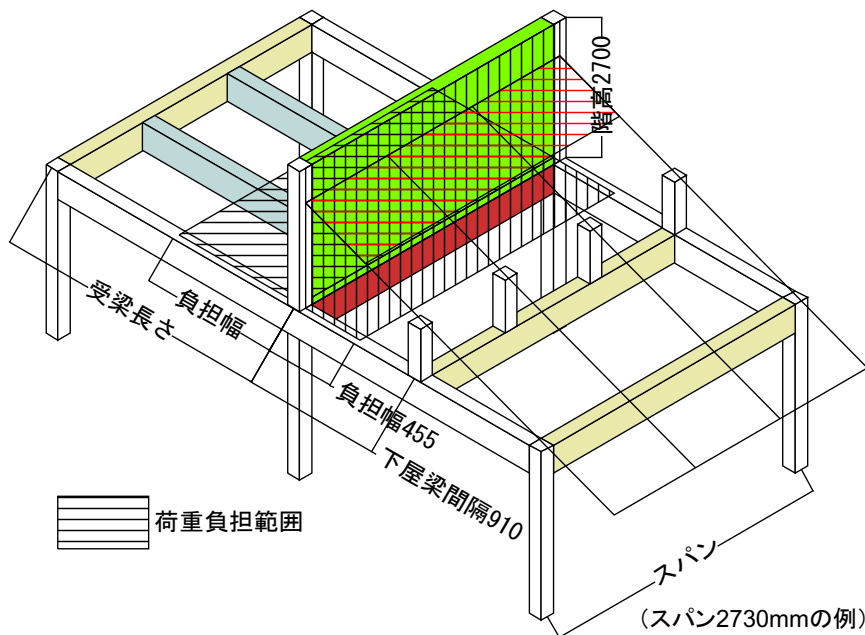 階高2700
受梁長さ
負担幅
負担幅455
下屋梁間隔910
荷重負担範囲
スパン
(スパン2730mmの例)